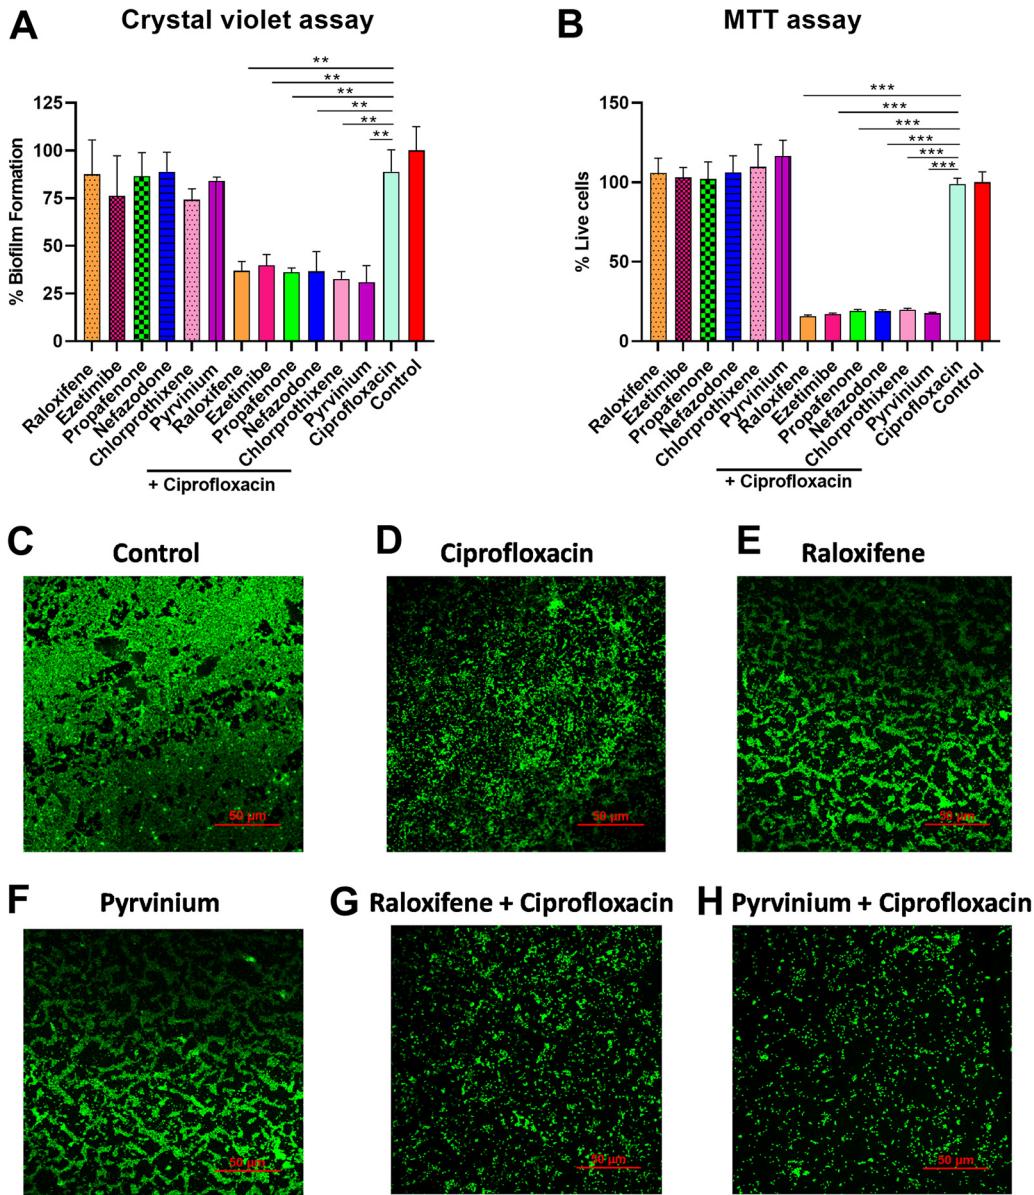 A Crystal violet assay
% Biofilm Formation
125
100
75
50
25
0
**
**
**
**
**
**
Raloxifene
Ezetimibe
Propafenone
Nefazodone
Chlorprothixene
Pyrvinium
Raloxifene
Ezetimibe
Propafenone
Nefazodone
Chlorprothixene
Pyrvinium
Ciprofloxacin
Control
+ Ciprofloxacin
B MTT assay
% Live cells
150
100
50
0
***
***
***
***
***
***
Raloxifene
Ezetimibe
Propafenone
Nefazodone
Chlorprothixene
Pyrvinium
Raloxifene
Ezetimibe
Propafenone
Nefazodone
Chlorprothixene
Pyrvinium
Ciprofloxacin
Control
+ Ciprofloxacin
C Control
50 µm
D Ciprofloxacin
50 µm
E Raloxifene
50 µm
F Pyrvinium
50 µm
G Raloxifene + Ciprofloxacin
50 µm
H Pyrvinium + Ciprofloxacin
50 µm